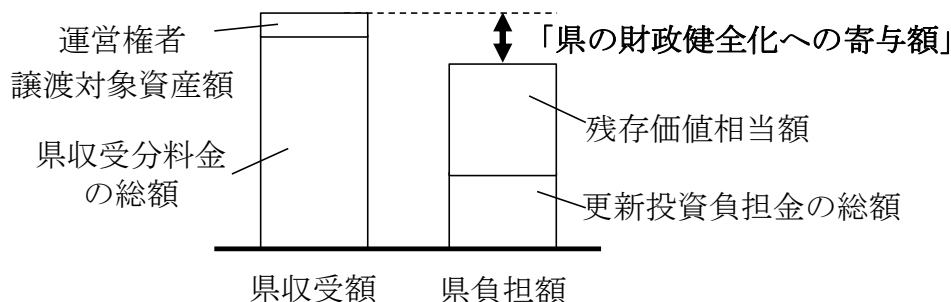 運営権者
譲渡対象資産額
県収受分料金
の総額
「県の財政健全化への寄与額」
残存価値相当額
更新投資負担金の総額
県収受額
県負担額